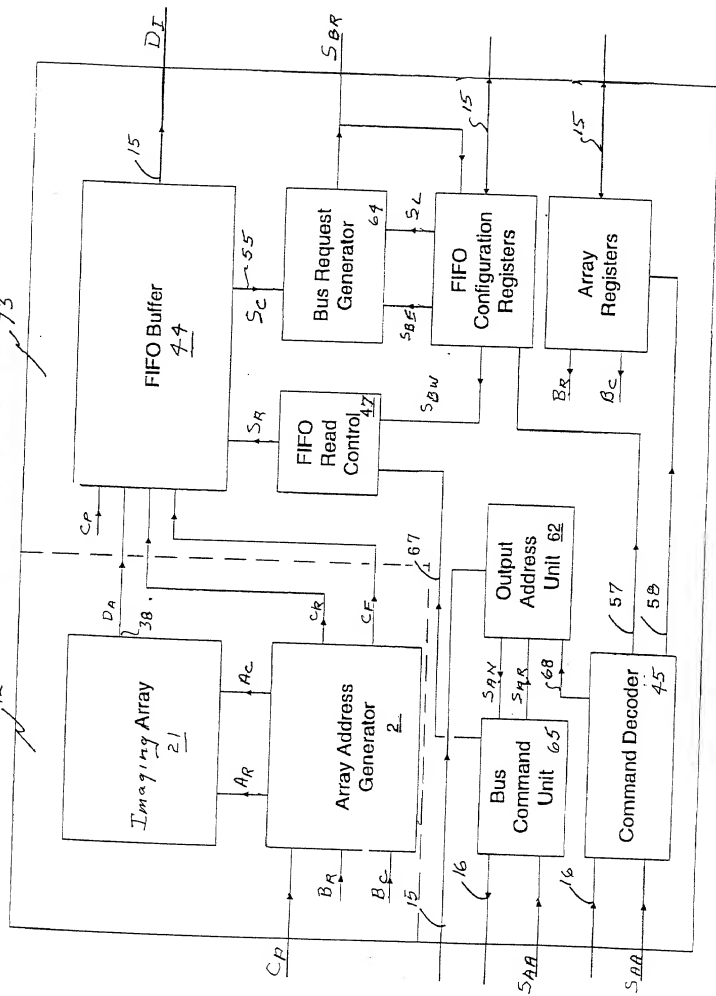 13
12
Imaging Array
21
DA
38.
CP
FIFO Buffer
44
15
DI
AR
AC
CR
CF
SR
SC
55
SBR
Array Address
Generator
2
CP
BR
BC
15
67
FIFO
Read
Control
47
Bus Request
Generator
64
SBW
SBE
SL
FIFO
Configuration
Registers
15
Array
Registers
15
BR
BC
16
SAA
Bus
Command
Unit 65
SAN
SAR
68
Output
Address
Unit 62
57
58
16
SAA
Command Decoder
45